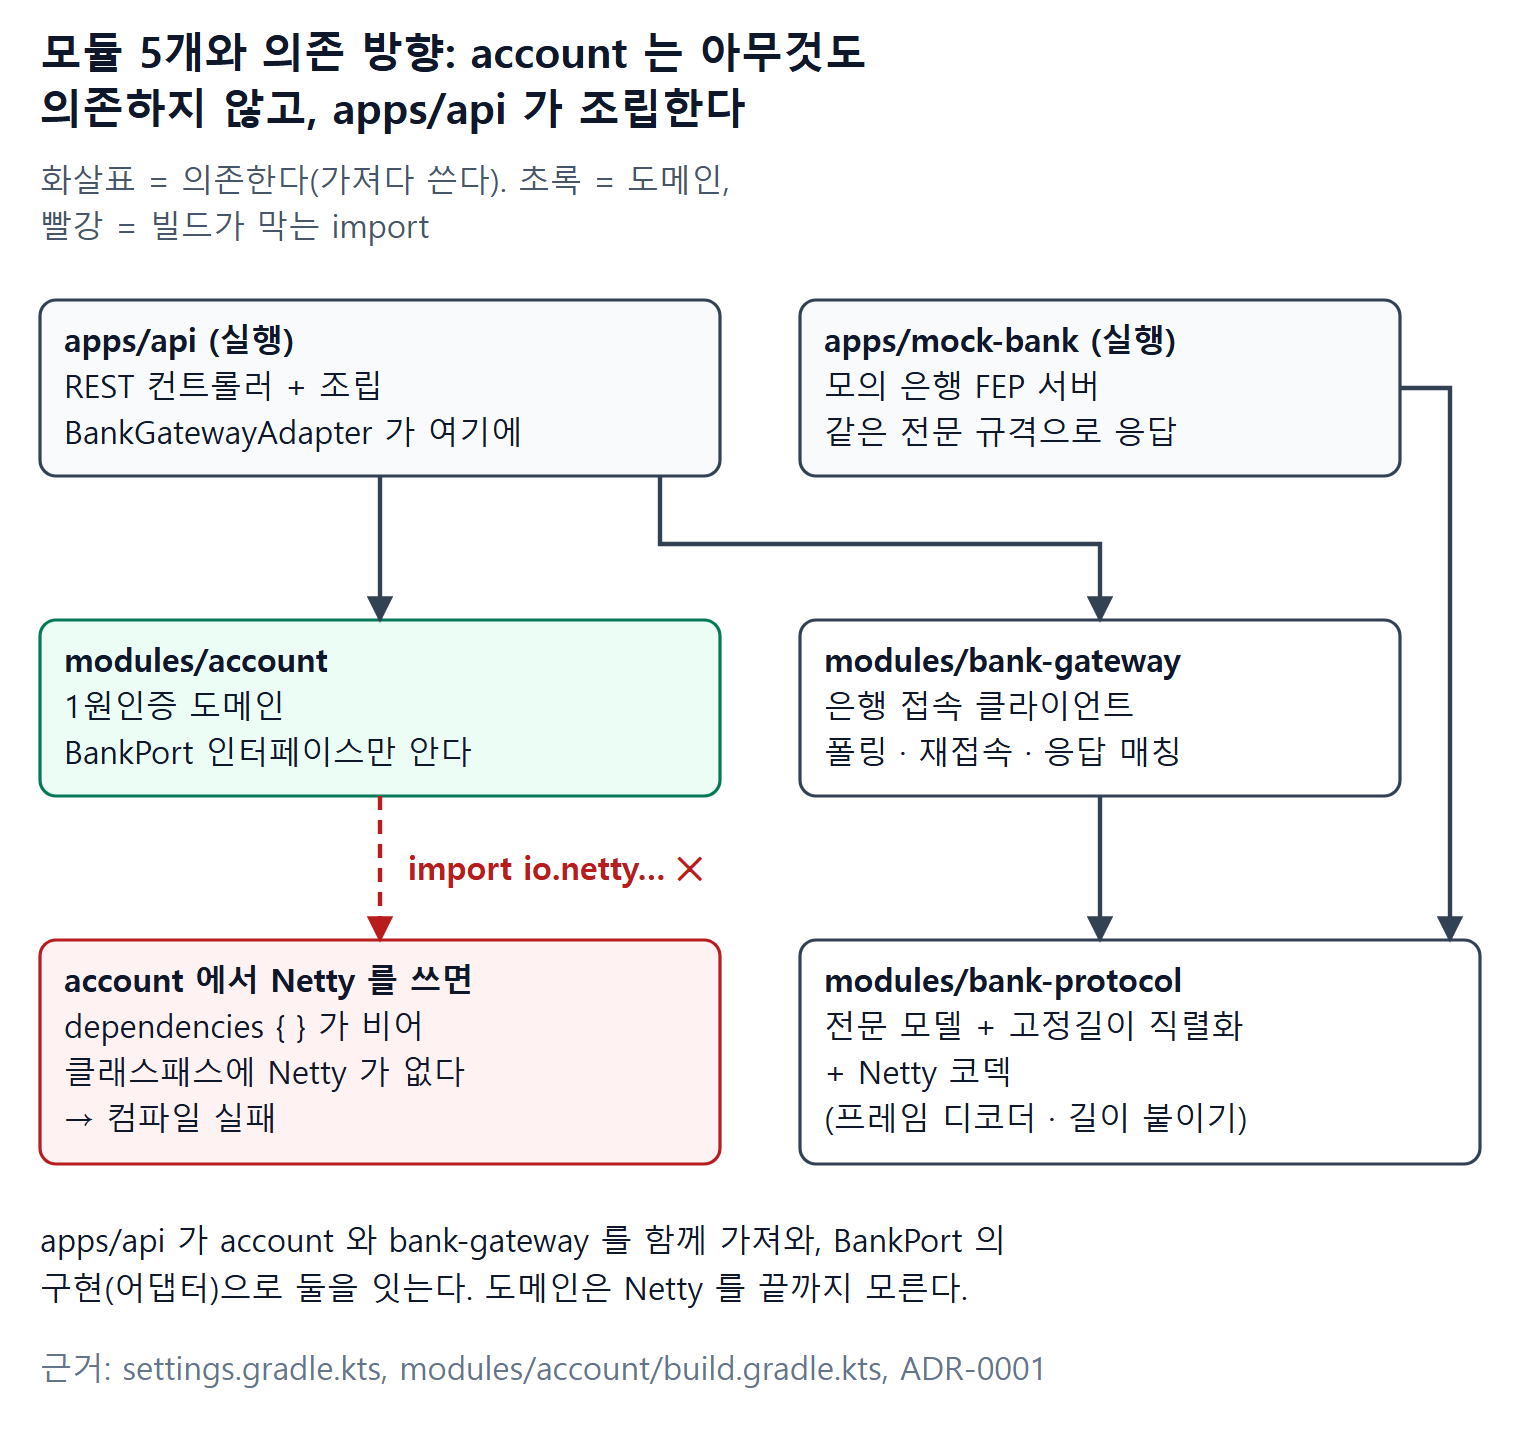 모듈 5개와 의존 방향: account 는 아무것도
의존하지 않고, apps/api 가 조립한다
화살표 = 의존한다(가져다 쓴다). 초록 = 도메인,
빨강 = 빌드가 막는 import
apps/api (실행)
REST 컨트롤러 + 조립
BankGatewayAdapter 가 여기에
apps/mock-bank (실행)
모의 은행 FEP 서버
같은 전문 규격으로 응답
modules/account
1원인증 도메인
BankPort 인터페이스만 안다
modules/bank-gateway
은행 접속 클라이언트
폴링 · 재접속 · 응답 매칭
import io.netty... ✕
account 에서 Netty 를 쓰면
dependencies { } 가 비어
클래스패스에 Netty 가 없다
→ 컴파일 실패
modules/bank-protocol
전문 모델 + 고정길이 직렬화
+ Netty 코덱
(프레임 디코더 · 길이 붙이기)
apps/api 가 account 와 bank-gateway 를 함께 가져와, BankPort 의
구현(어댑터)으로 둘을 잇는다. 도메인은 Netty 를 끝까지 모른다.
근거: settings.gradle.kts, modules/account/build.gradle.kts, ADR-0001